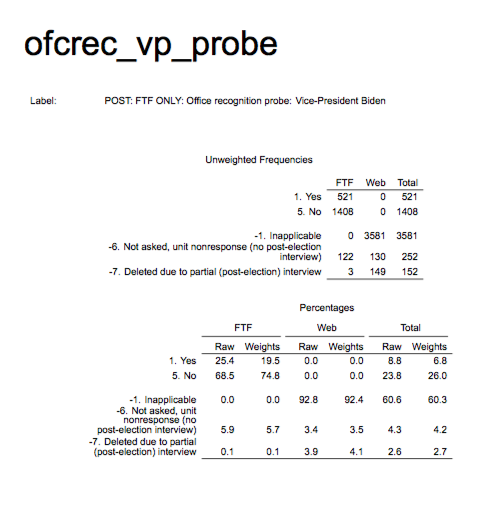 ofcrec_vp_probe
Label: POST: FTF ONLY: Office recognition probe: Vice-President Biden
Unweighted Frequencies
FTF Web Total
1. Yes 521 0 521
5. No 1408 0 1408
-1. Inapplicable 0 3581 3581
-6. Not asked, unit nonresponse (no post-election
interview) 122 130 252
-7. Deleted due to partial (post-election) interview 3 149 152
Percentages
FTF Web Total
Raw Weights Raw Weights Raw Weights
1. Yes 25.4 19.5 0.0 0.0 8.8 6.8
5. No 68.5 74.8 0.0 0.0 23.8 26.0
-1. Inapplicable 0.0 0.0 92.8 92.4 60.6 60.3
-6. Not asked, unit
nonresponse (no
post-election interview) 5.9 5.7 3.4 3.5 4.3 4.2
-7. Deleted due to partial
(post-election) interview 0.1 0.1 3.9 4.1 2.6 2.7